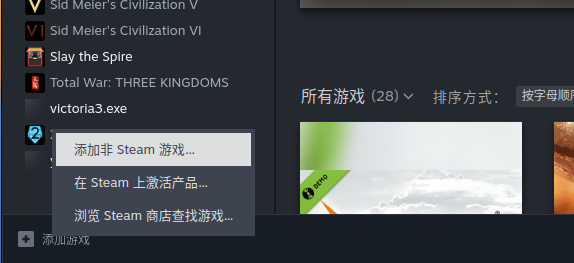 Sid Meier's Civilization V
Sid Meier's Civilization VI
Slay the Spire
Total War: THREE KINGDOMS
victoria3.exe
添加非 Steam 游戏...
在 Steam 上激活产品...
浏览 Steam 商店查找游戏...
添加游戏
所有游戏 (28)
排序方式：
按字母顺
DEMO